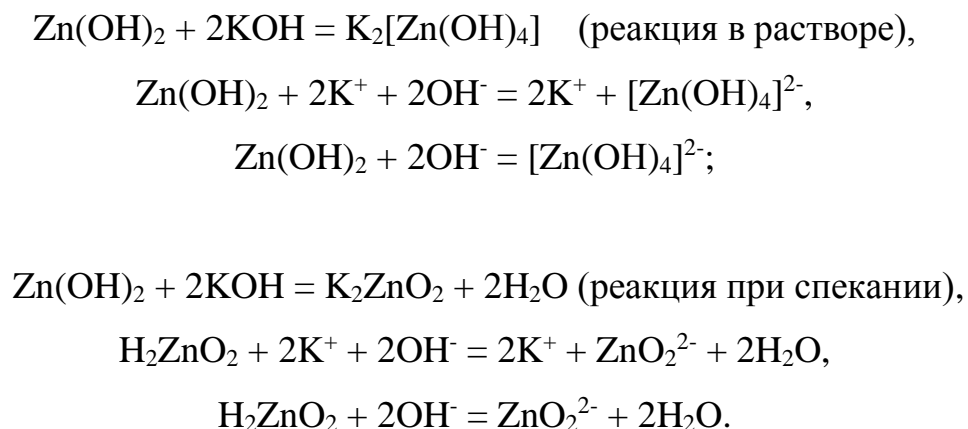 Zn(OH)₂ + 2KOH = K₂[Zn(OH)₄] (реакция в растворе),
Zn(OH)₂ + 2K⁺ + 2OH⁻ = 2K⁺ + [Zn(OH)₄]²⁻,
Zn(OH)₂ + 2OH⁻ = [Zn(OH)₄]²⁻;
Zn(OH)₂ + 2KOH = K₂ZnO₂ + 2H₂O (реакция при спекании),
H₂ZnO₂ + 2K⁺ + 2OH⁻ = 2K⁺ + ZnO₂²⁻ + 2H₂O,
H₂ZnO₂ + 2OH⁻ = ZnO₂²⁻ + 2H₂O.